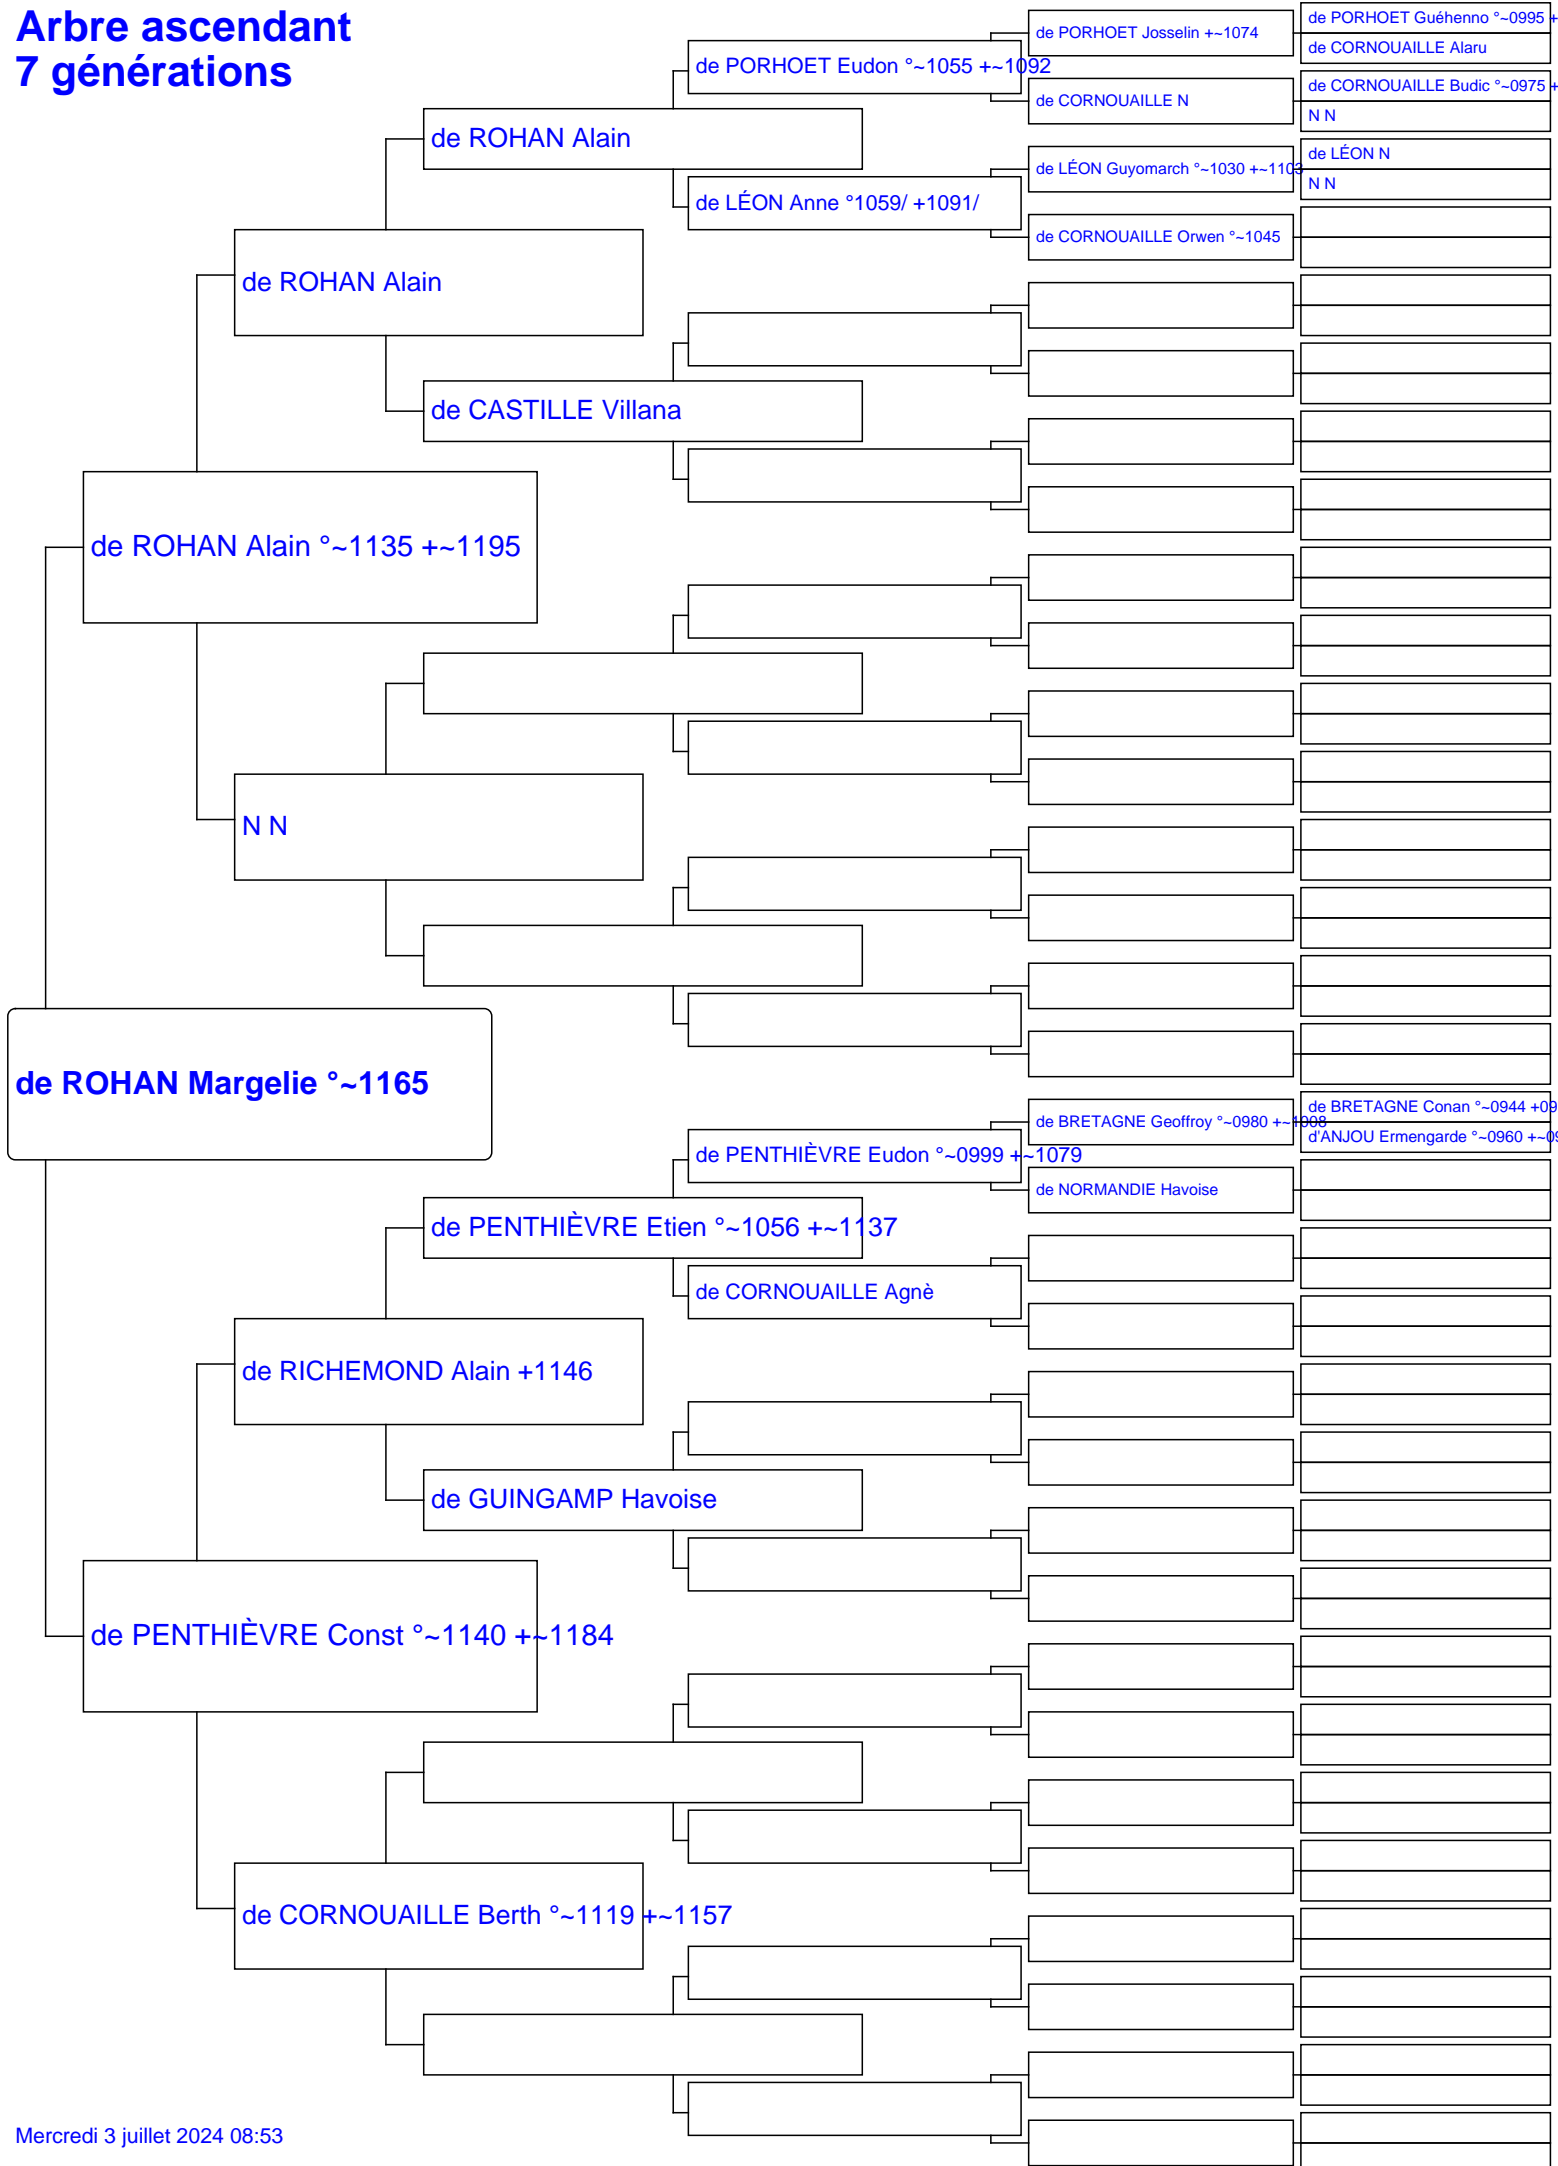 Arbre ascendant
7 générations
de PORHOET Guéhenno °~0995 +
de PORHOET Josselin +~1074
de CORNOUAILLE Alaru
de PORHOET Eudon °~1055 +~1092
de CORNOUAILLE Budic °~0975 +
de CORNOUAILLE N
N N
de ROHAN Alain
de LÉON N
de LÉON Guyomarch °~1030 +~1103
N N
de LÉON Anne °1059/ +1091/
de CORNOUAILLE Orwen °~1045
de ROHAN Alain
de CASTILLE Villana
de ROHAN Alain °~1135 +~1195
N N
de ROHAN Margelie °~1165
de BRETAGNE Conan °~0944 +09
de BRETAGNE Geoffroy °~0980 +~1008
d'ANJOU Ermengarde °~0960 +~09
de PENTHIÈVRE Eudon °~0999 +~1079
de NORMANDIE Havoise
de PENTHIÈVRE Etien °~1056 +~1137
de CORNOUAILLE Agnè
de RICHEMOND Alain +1146
de GUINGAMP Havoise
de PENTHIÈVRE Const °~1140 +~1184
de CORNOUAILLE Berth °~1119 +~1157
Mercredi 3 juillet 2024 08:53